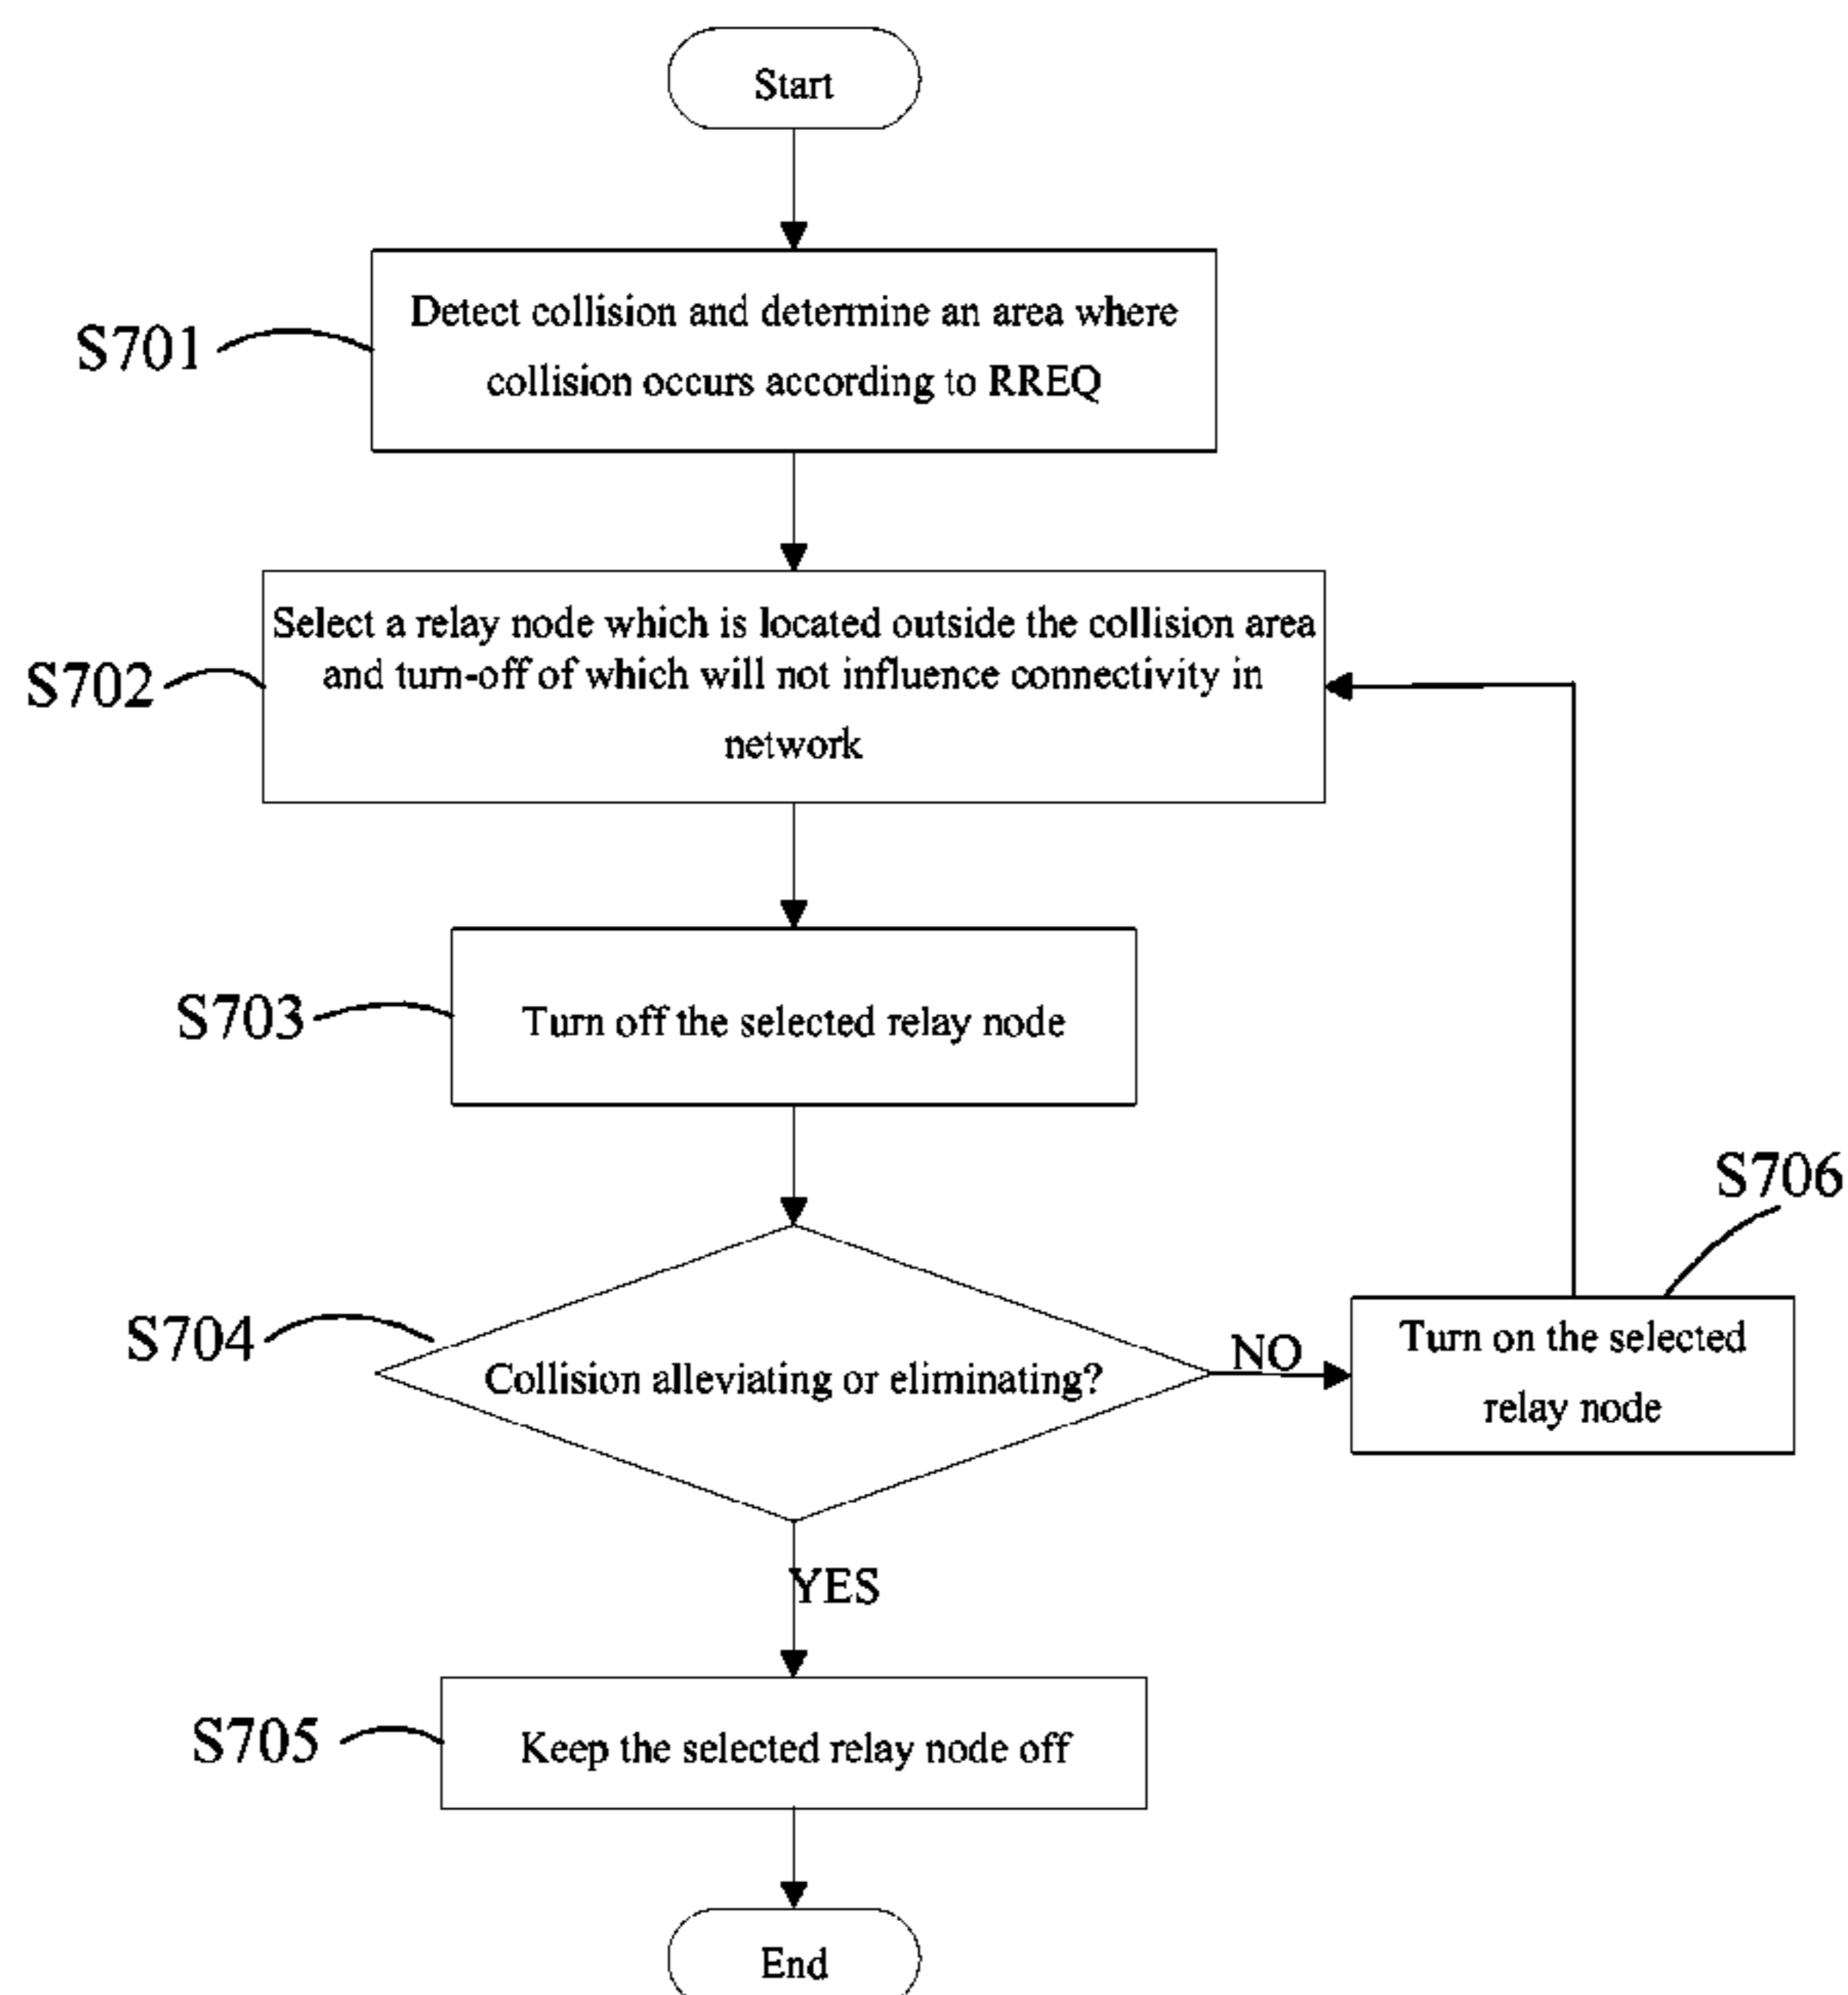 Start
S701
Detect collision and determine an area where
collision occurs according to RREQ
S702
Select a relay node which is located outside the collision area
and turn-off of which will not influence connectivity in
network
S703
Turn off the selected relay node
S704
Collision alleviating or eliminating?
NO
S706
Turn on the selected
relay node
YES
S705
Keep the selected relay node off
End